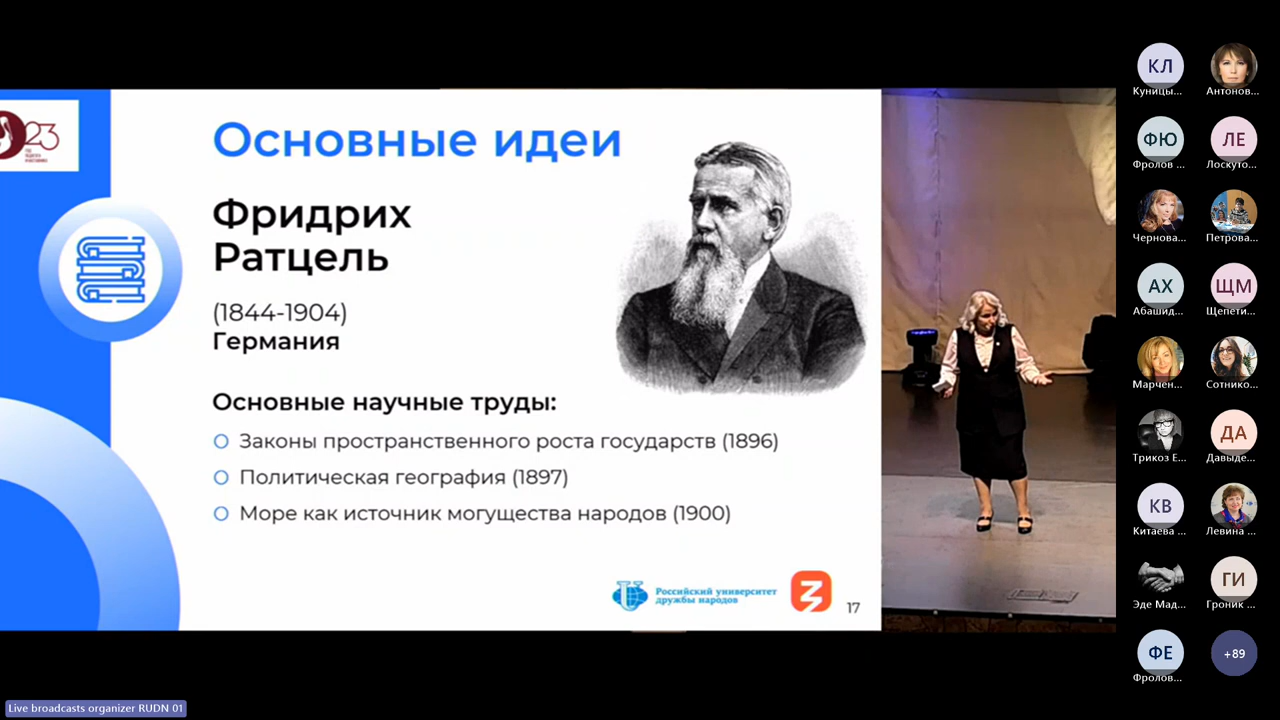 23
Основные идеи
Фридрих
Ратцель
(1844-1904)
Германия
Основные научные труды:
Законы пространственного роста государств (1896)
Политическая география (1897)
Море как источник могущества народов (1900)
Российский университет
дружбы народов
17
КЛ
Куницы...
Антонов...
ФЮ
Фролов ...
ЛЕ
Лоскуто...
Чернова...
Петрова...
АХ
Абашид...
ЩМ
Щепети...
Марчен...
Сотнико...
Трикоз Е...
ДА
Давыде...
КВ
Китаева ...
Левина ...
Эде Мад...
ГИ
Гроник ...
ФЕ
Фролов...
+89
Live broadcasts organizer RUDN 01